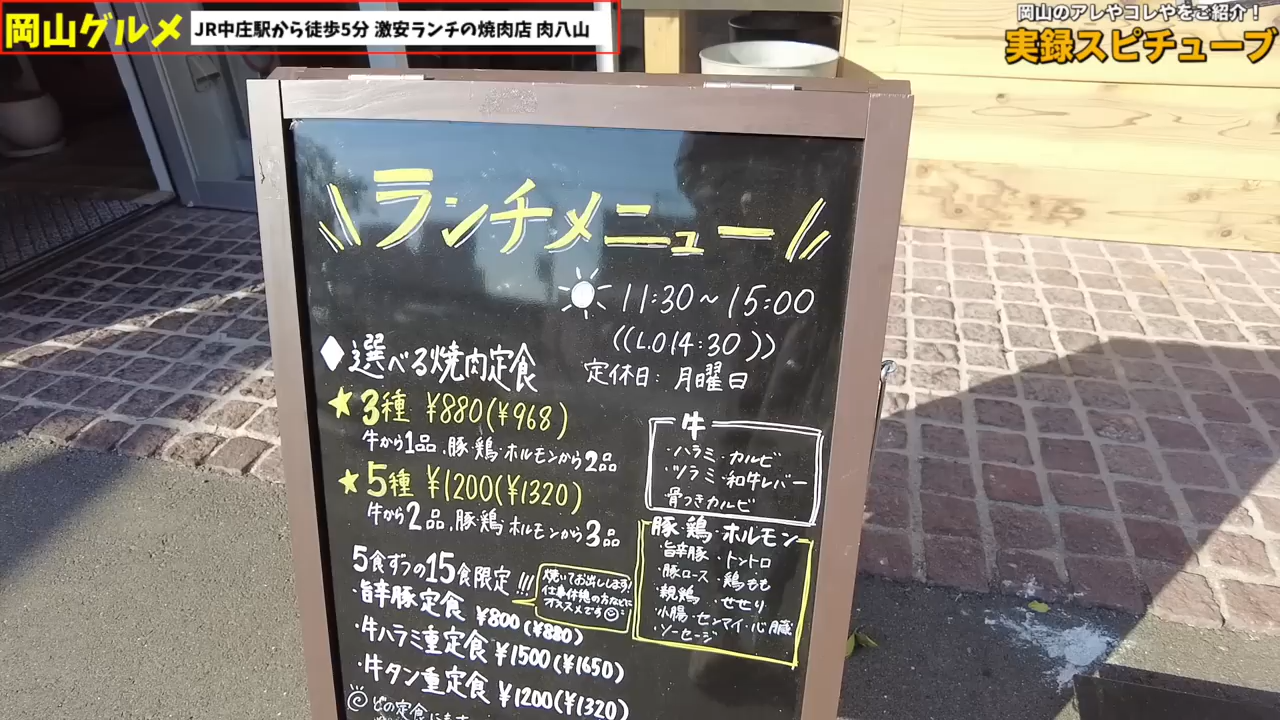 岡山グルメ
JR中庄駅から徒歩5分 激安ランチの焼肉店 肉八山
岡山のアレやコレやをご紹介!
実録スピチューブ
ランチメニュー
11:30~15:00
((L.O14:30))
定休日:月曜日
選べる焼肉定食
★3種 ¥880(¥968)
牛から1品、豚・鶏・ホルモンから2品
★5種 ¥1200(¥1320)
牛から2品、豚・鶏・ホルモンから3品
牛
・ハラミ・カルビ
・ツラミ・和牛レバー
骨つきカルビ
豚・鶏・ホルモン
・旨辛豚・トントロ
・豚ロース・鶏もも
・親鶏・せせり
・小腸・センマイ・心臓
・ソーセージ
5食ずつの15食限定!!!
焼いてお出しします!
仕事休憩の方などに
オススメです
・旨辛豚定食 ¥800(¥880)
・牛ハラミ重定食 ¥1500(¥1650)
・牛タン重定食 ¥1200(¥1320)
どの定食にも